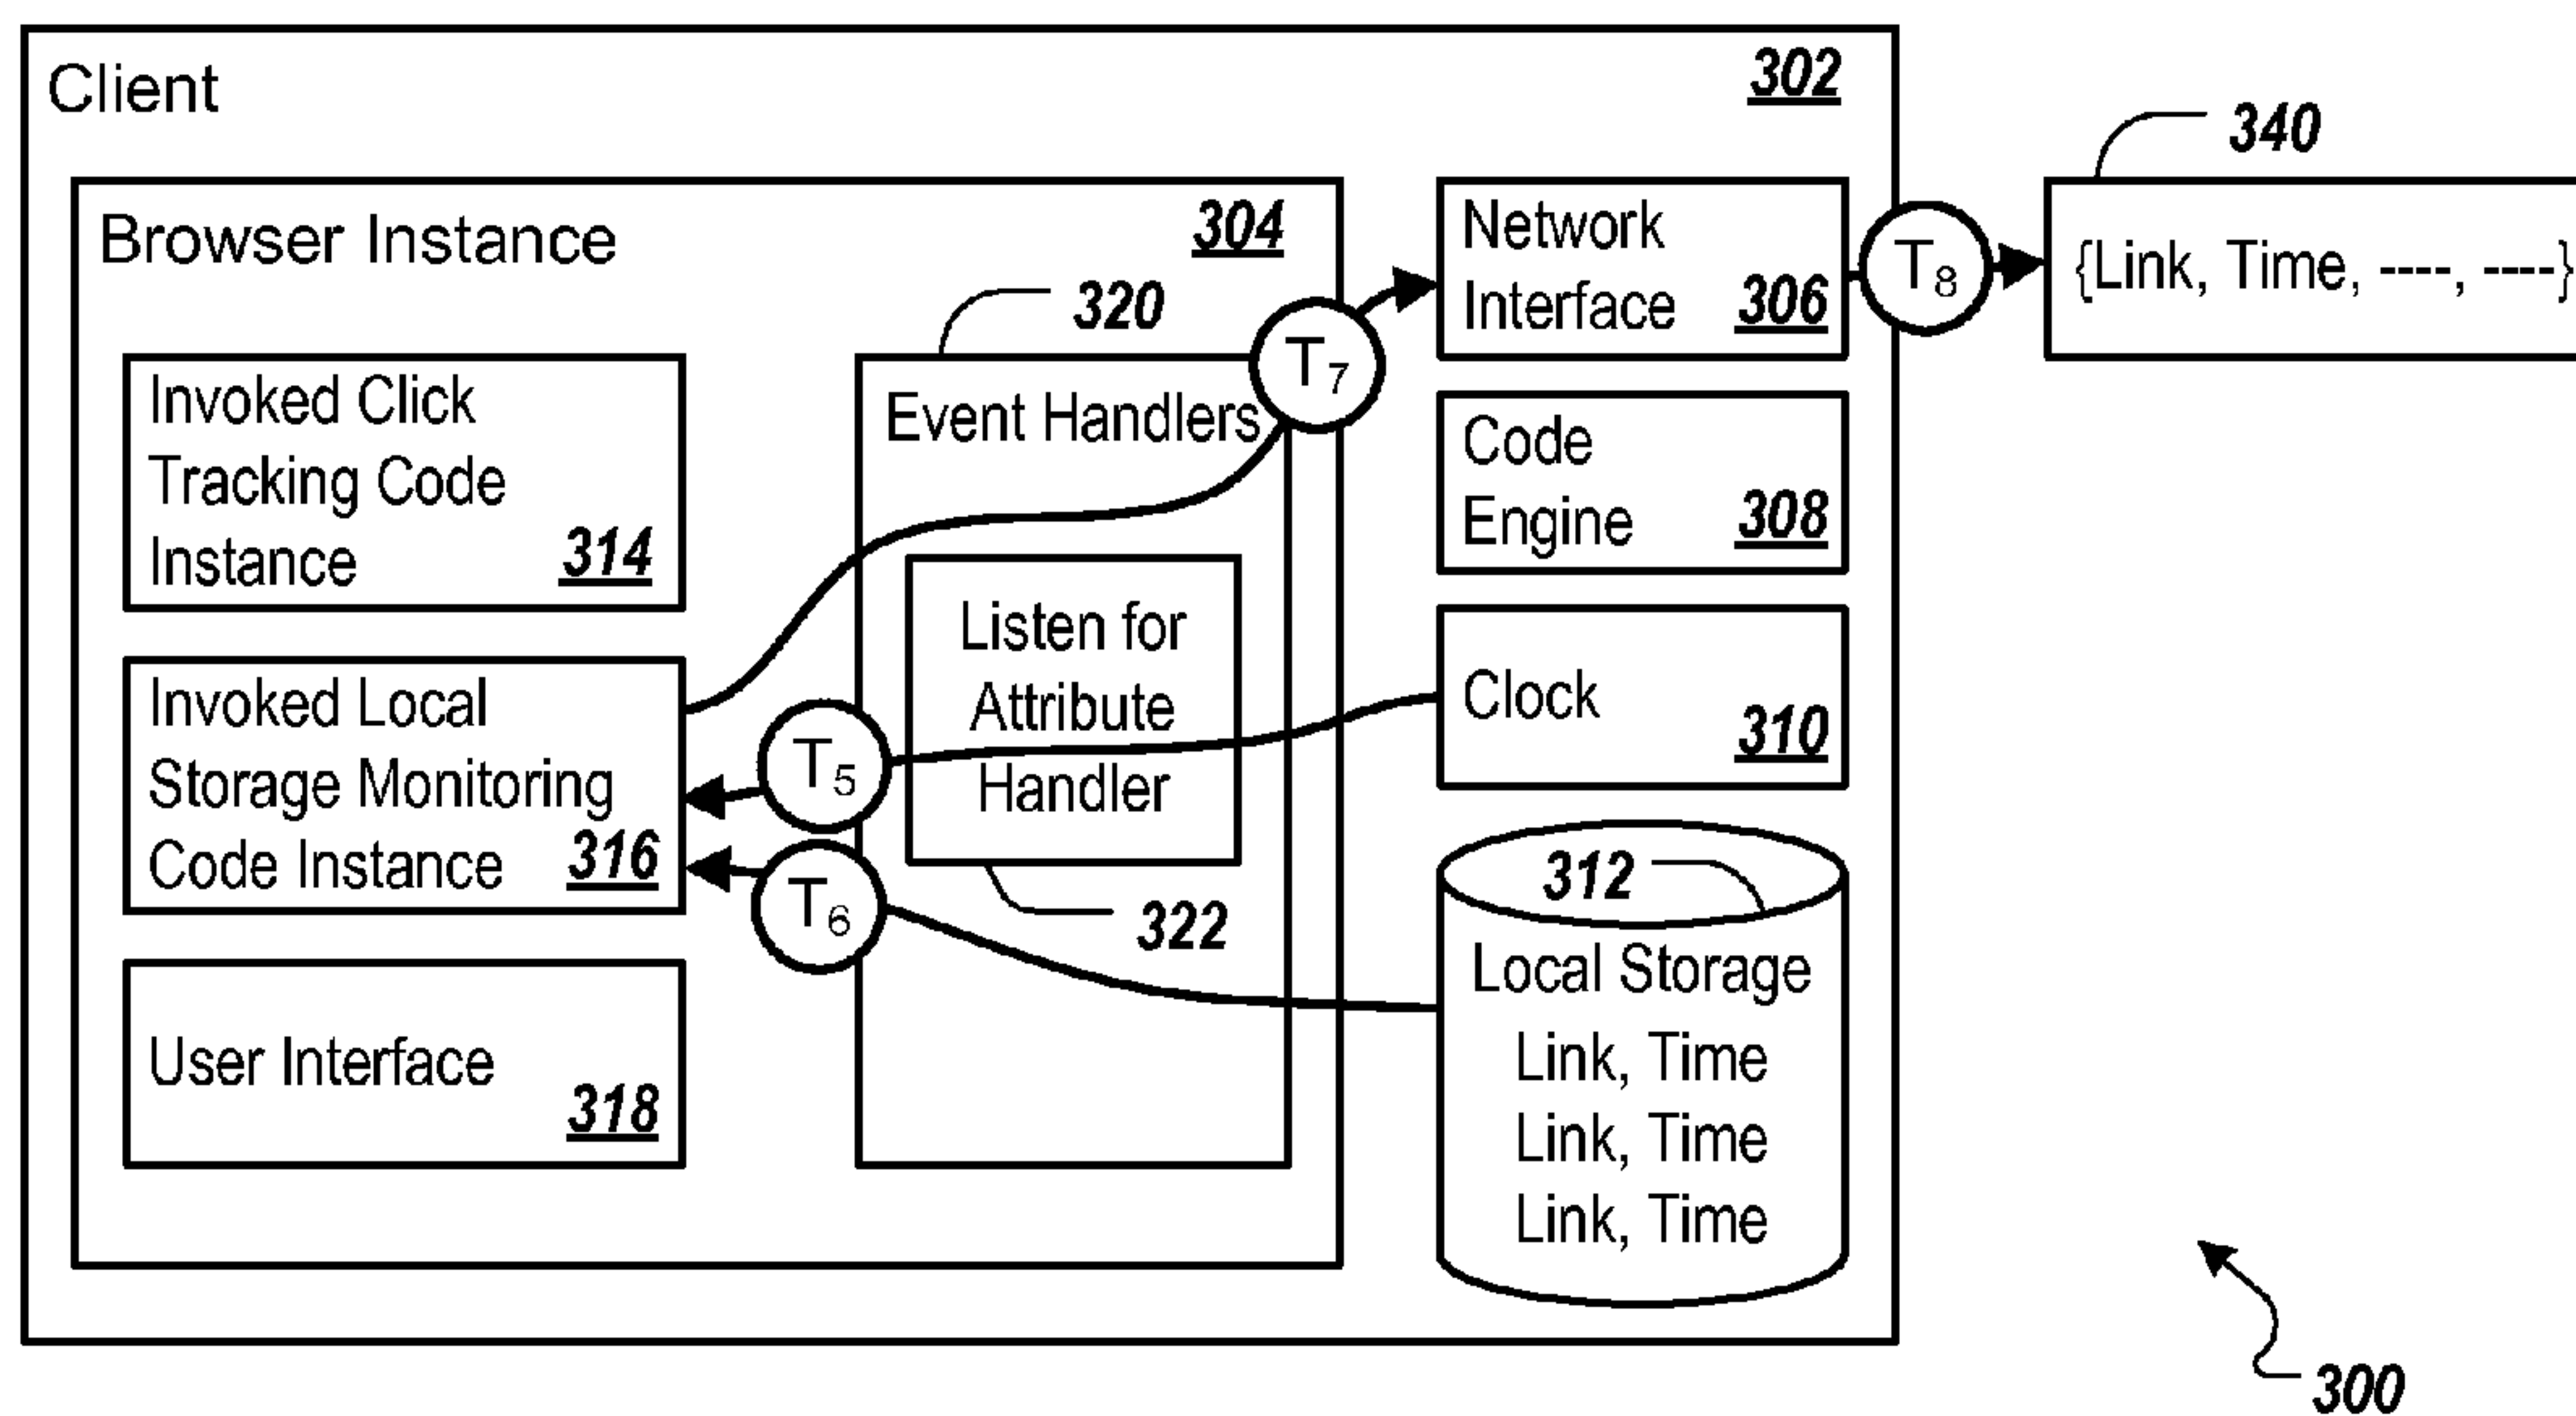 Client
302
340
Browser Instance
304
Network
Interface
306
T8
{Link, Time, ----, ----}
320
T7
Invoked Click
Tracking Code
Instance
314
Event Handlers
Code
Engine
308
Listen for
Attribute
Handler
Invoked Local
Storage Monitoring
Code Instance
316
T5
T6
322
Clock
310
312
Local Storage
Link, Time
Link, Time
Link, Time
User Interface
318
300